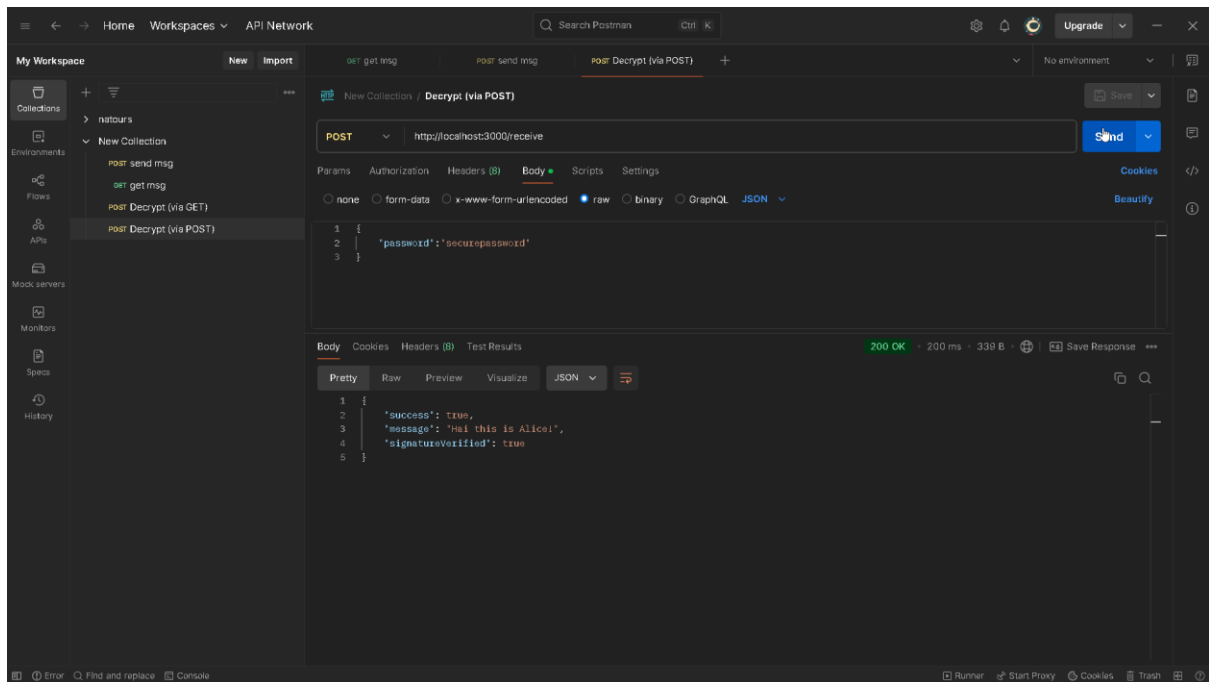 Home Workspaces API Network Search Postman Ctrl K Upgrade
My Workspace New Import GET get msg POST send msg POST Decrypt (via POST) No environment
Collections
Environments
Flows
APIs
Mock servers
Monitors
Specs
History
natours
New Collection
POST send msg
GET get msg
POST Decrypt (via GET)
POST Decrypt (via POST)
HTTP New Collection / Decrypt (via POST) Save
POST http://localhost:3000/receive Send
Params Authorization Headers (8) Body Scripts Settings Cookies
none form-data x-www-form-urlencoded raw binary GraphQL JSON Beautify
1 {
2 "password":"securepassword"
3 }
Body Cookies Headers (8) Test Results 200 OK • 200 ms • 339 B Save Response
Pretty Raw Preview Visualize JSON
1 {
2 "success": true,
3 "message": "Hai this is Alice!",
4 "signatureVerified": true
5 }
Error Find and replace Console Runner Start Proxy Cookies Trash